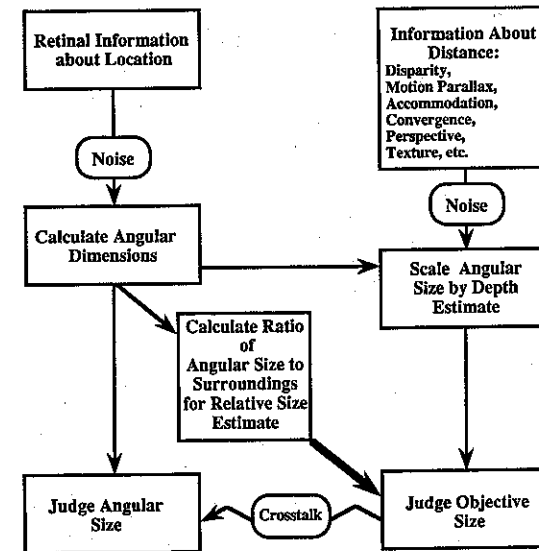 Retinal Information
about Location
Information About
Distance:
Disparity,
Motion Parallax,
Accommodation,
Convergence,
Perspective,
Texture, etc.
Noise
Noise
Calculate Angular
Dimensions
Scale Angular
Size by Depth
Estimate
Calculate Ratio
of
Angular Size to
Surroundings
for Relative Size
Estimate
Judge Angular
Size
Crosstalk
Judge Objective
Size